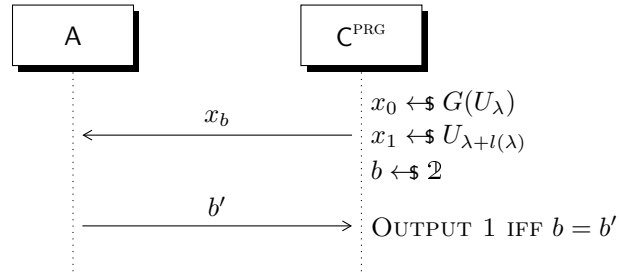 A
C^PRG
x_0 ←$ G(U_λ)
x_b
x_1 ←$ U_{λ+l(λ)}
b ←$ 𝟚
b′
OUTPUT 1 IFF b = b′